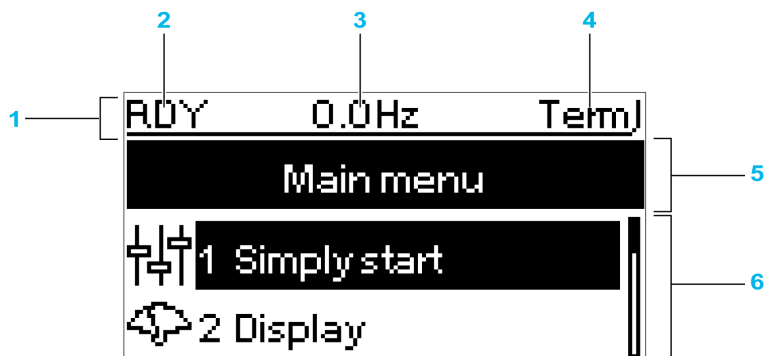 2 3 4
1 RDY 0.0Hz Term
Main menu 5
1 Simply start 6
2 Display